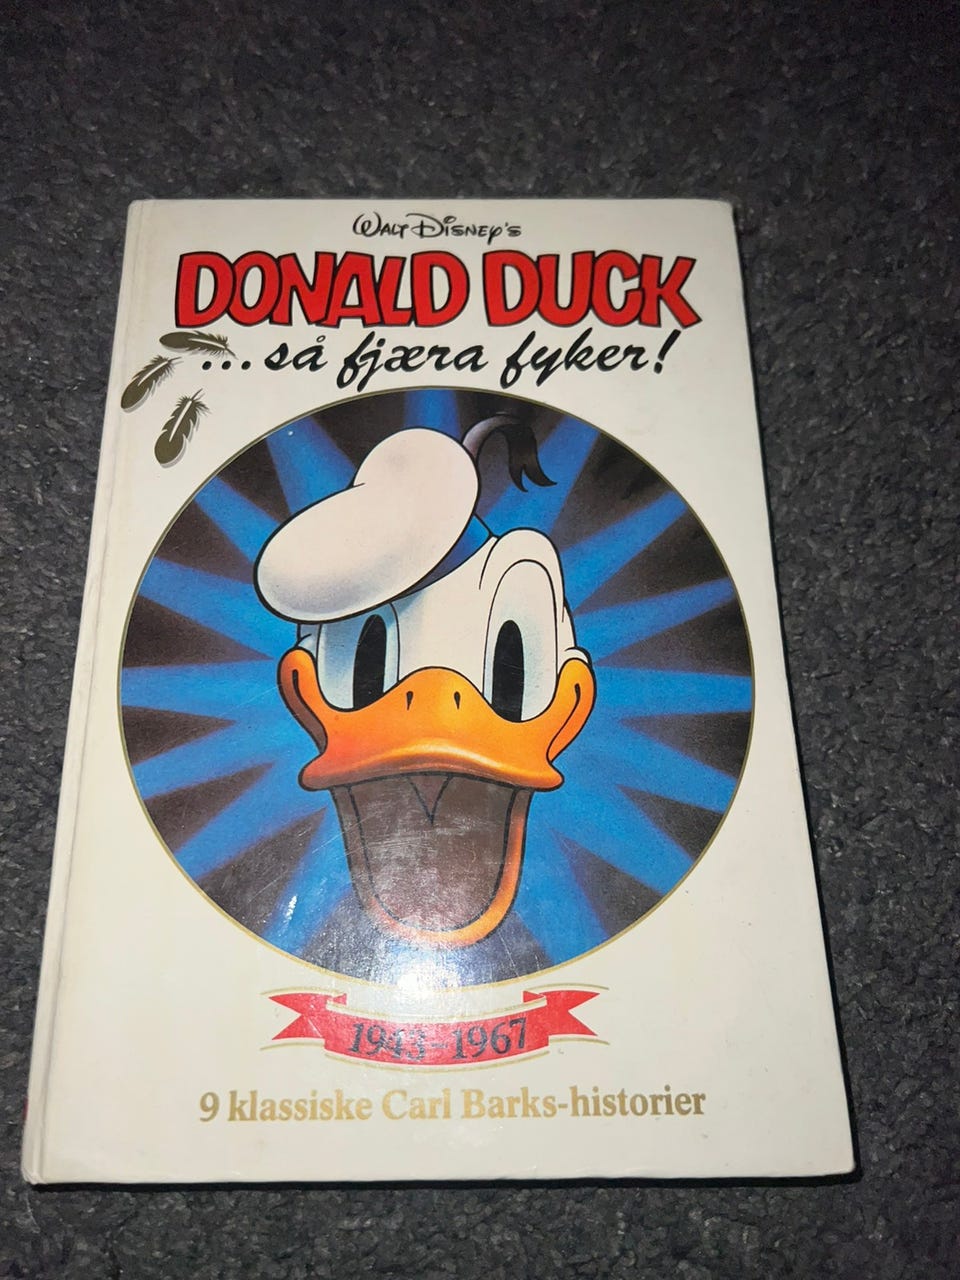 WALT DISNEY'S
DONALD DUCK
...så fjæra fyker!
1943-1967
9 klassiske Carl Barks-historier